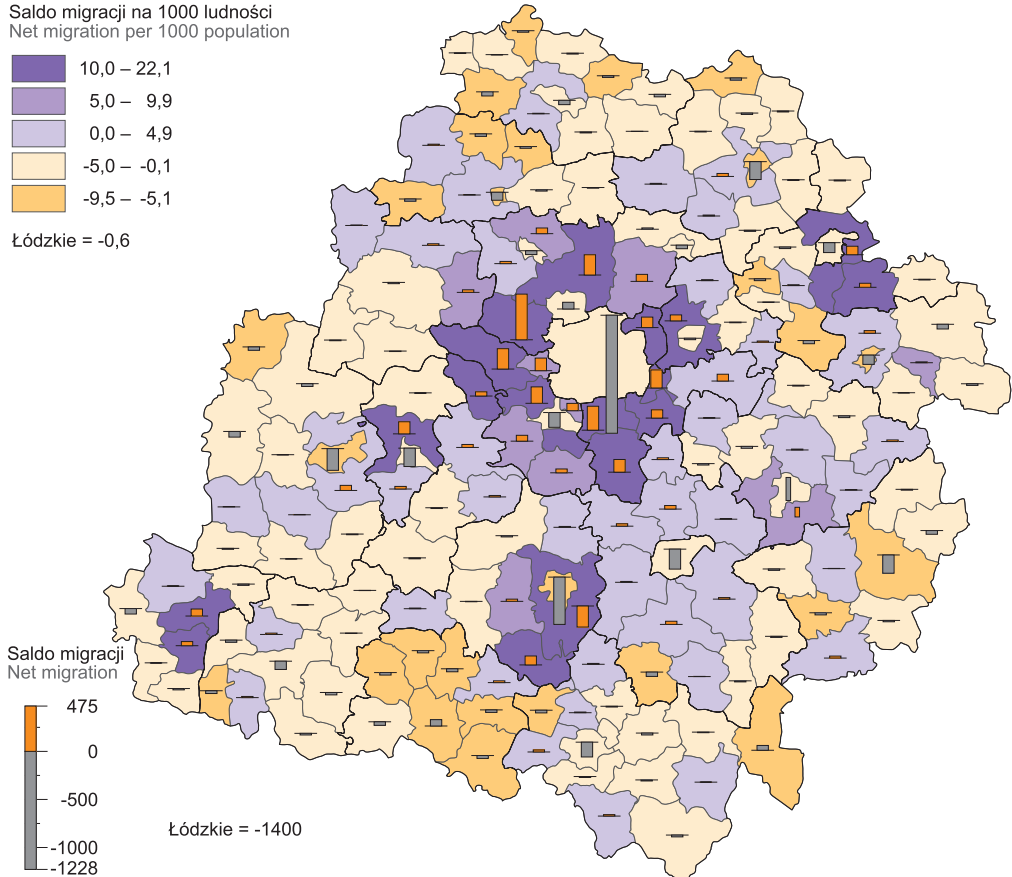 Saldo migracji na 1000 ludności
Net migration per 1000 population
10,0 – 22,1
5,0 – 9,9
0,0 – 4,9
-5,0 – -0,1
-9,5 – -5,1
Łódzkie = -0,6
Saldo migracji
Net migration
475
0
-500
-1000
-1228
Łódzkie = -1400